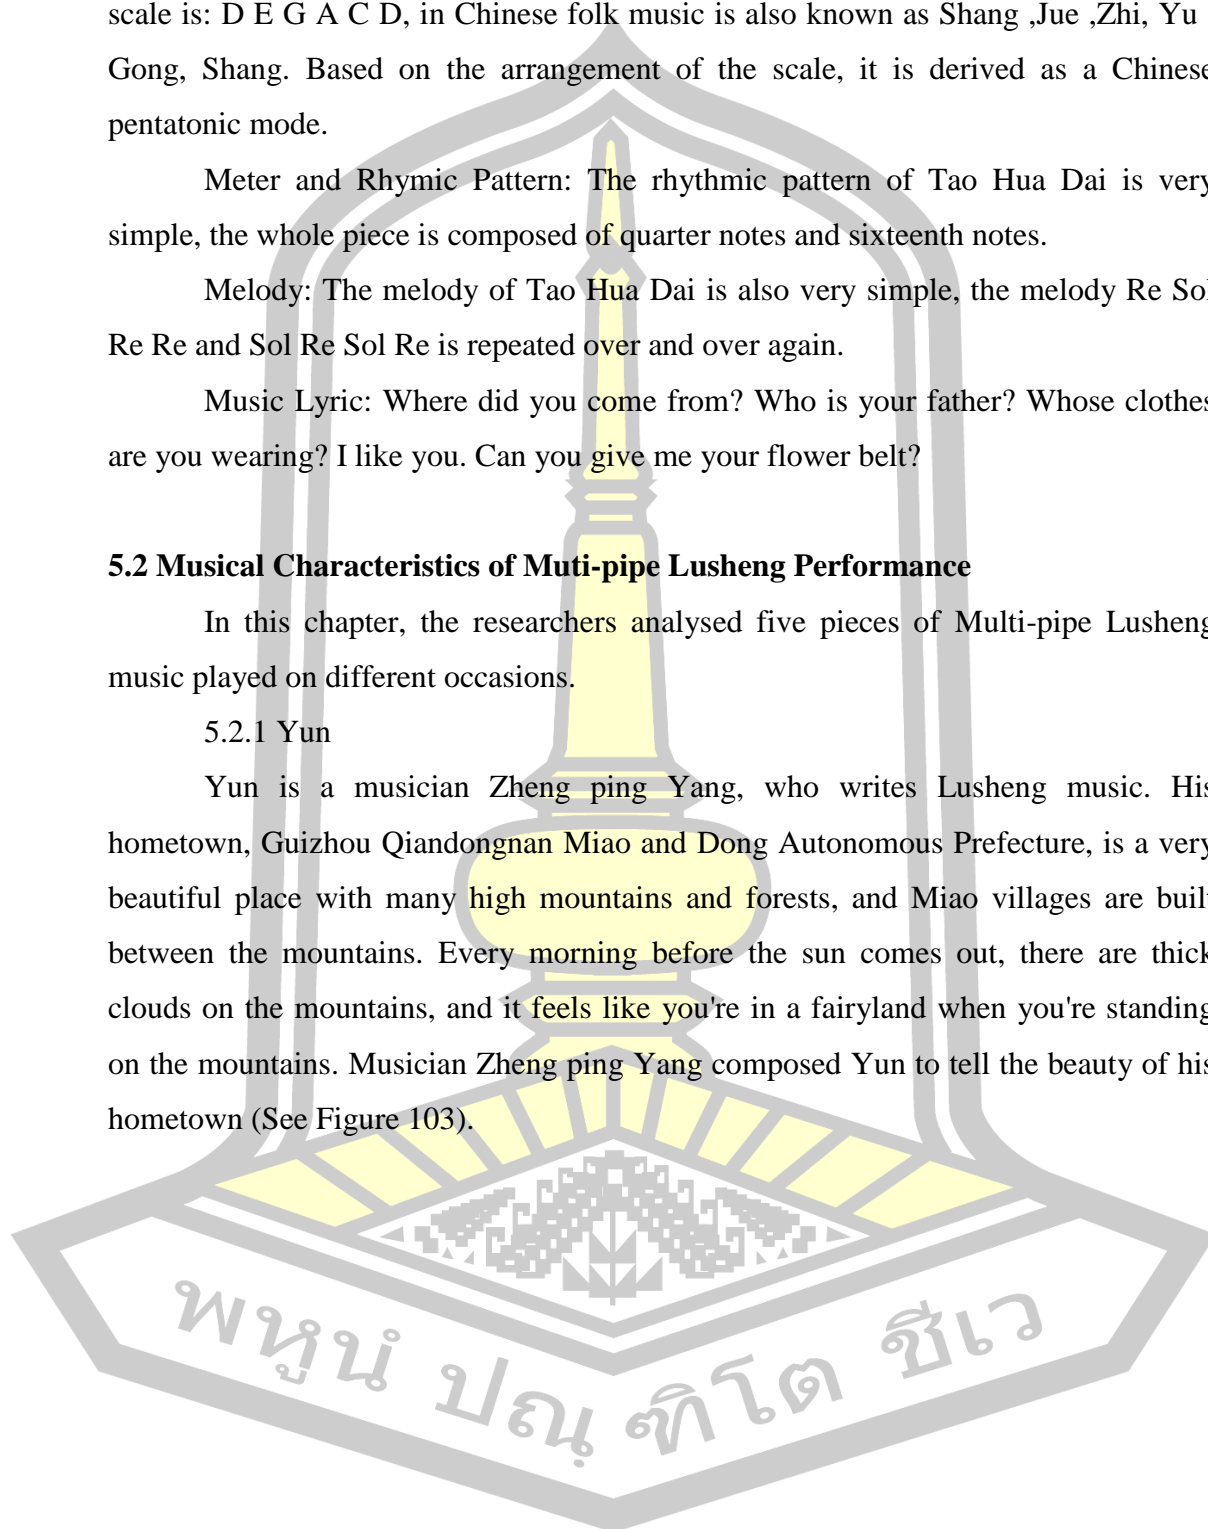 scale is: D E G A C D, in Chinese folk music is also known as Shang ,Jue ,Zhi, Yu
Gong, Shang. Based on the arrangement of the scale, it is derived as a Chinese
pentatonic mode.
Meter and Rhymic Pattern: The rhythmic pattern of Tao Hua Dai is very
simple, the whole piece is composed of quarter notes and sixteenth notes.
Melody: The melody of Tao Hua Dai is also very simple, the melody Re Sol
Re Re and Sol Re Sol Re is repeated over and over again.
Music Lyric: Where did you come from? Who is your father? Whose clothes
are you wearing? I like you. Can you give me your flower belt?
5.2 Musical Characteristics of Muti-pipe Lusheng Performance
In this chapter, the researchers analysed five pieces of Multi-pipe Lusheng
music played on different occasions.
5.2.1 Yun
Yun is a musician Zheng ping Yang, who writes Lusheng music. His
hometown, Guizhou Qiandongnan Miao and Dong Autonomous Prefecture, is a very
beautiful place with many high mountains and forests, and Miao villages are built
between the mountains. Every morning before the sun comes out, there are thick
clouds on the mountains, and it feels like you're in a fairyland when you're standing
on the mountains. Musician Zheng ping Yang composed Yun to tell the beauty of his
hometown (See Figure 103).
พหูนํ ปณฺ ฑิโต ชีเว